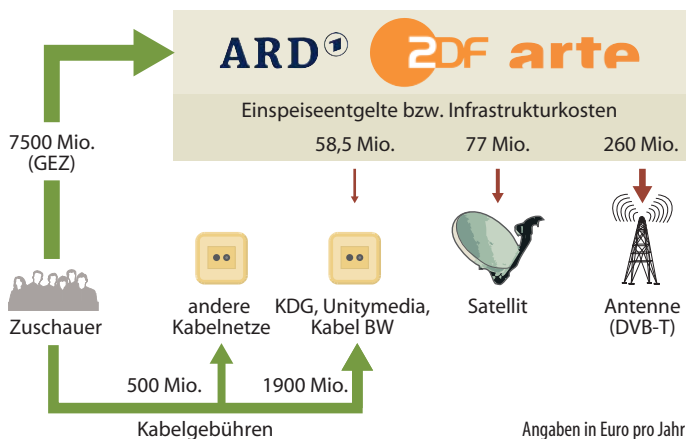 ARD 1 ZDF arte
Einspeiseentgelte bzw. Infrastrukturkosten
7500 Mio.
(GEZ)
58,5 Mio. 77 Mio. 260 Mio.
Zuschauer
andere
Kabelnetze
KDG, Unitymedia,
Kabel BW
Satellit
Antenne
(DVB-T)
500 Mio. 1900 Mio.
Kabelgebühren
Angaben in Euro pro Jahr